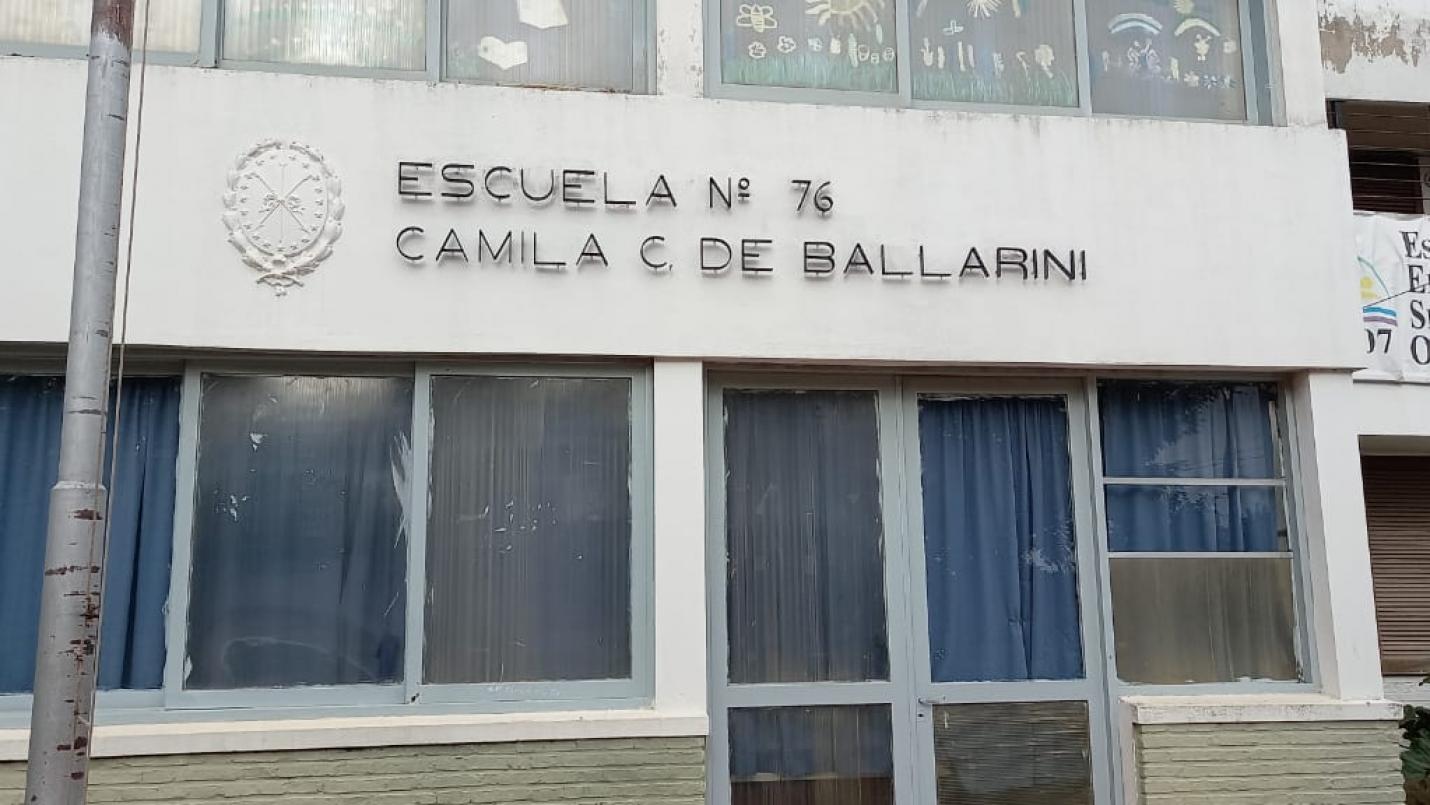 ESCUELA Nº 76
CAMILA C. DE BALLARINI